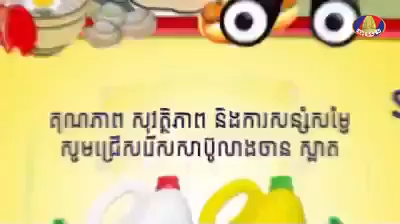 គុណភាព សុវត្ថិភាព និងការសន្សំសម្ចៃ
សូមជ្រើសរើសសាប៊ូលាងចាន ស្អាត